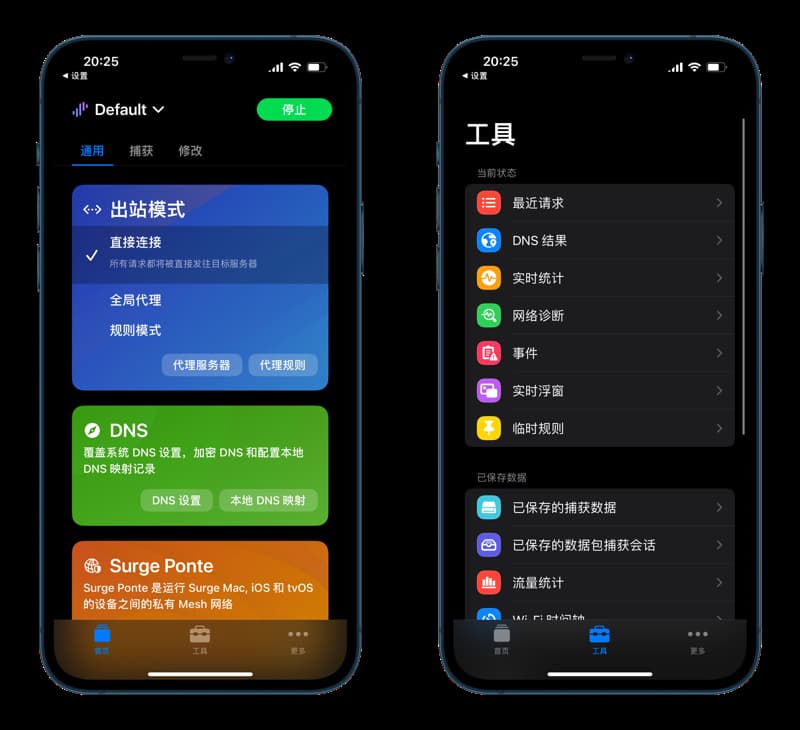 20:25
◀ 设置
Default
停止
通用
捕获
修改
出站模式
直接连接
所有请求都将被直接发往目标服务器
全局代理
规则模式
代理服务器
代理规则
DNS
覆盖系统 DNS 设置，加密 DNS 和配置本地
DNS 映射记录
DNS 设置
本地 DNS 映射
Surge Ponte
Surge Ponte 是运行 Surge Mac, iOS 和 tvOS
的设备之间的私有 Mesh 网络
首页
工具
更多
20:25
◀ 设置
工具
当前状态
最近请求
DNS 结果
实时统计
网络诊断
事件
实时浮窗
临时规则
已保存数据
已保存的捕获数据
已保存的数据包捕获会话
流量统计
Wi-Fi 时间轴
首页
工具
更多